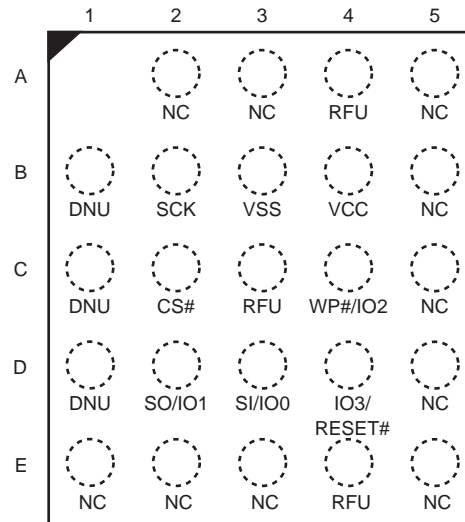 1 2 3 4 5
A
NC NC RFU NC
B
DNU SCK VSS VCC NC
C
DNU CS# RFU WP#/IO2 NC
D
DNU SO/IO1 SI/IO0 IO3/ NC
RESET#
E
NC NC NC RFU NC